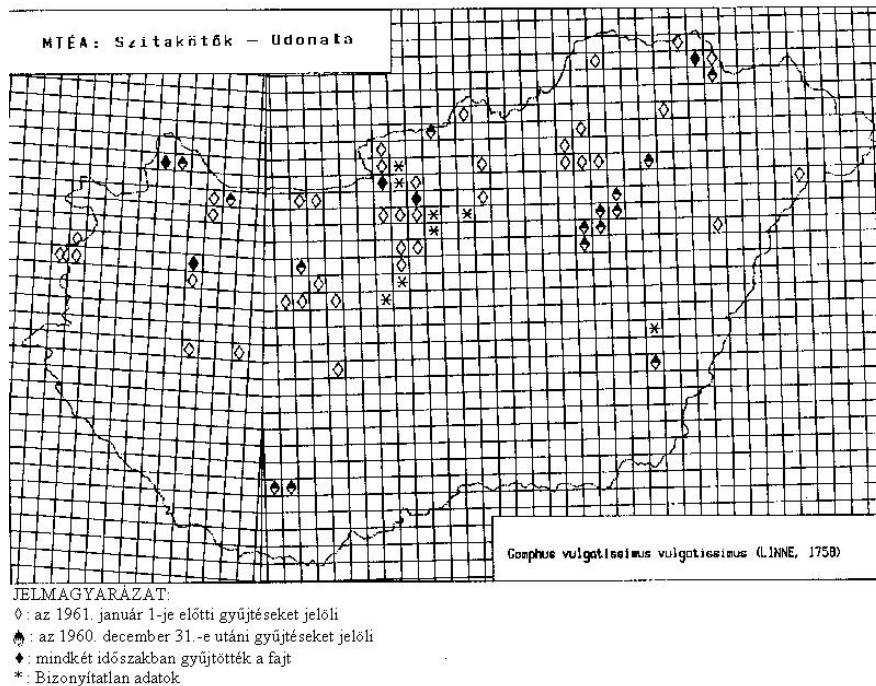 MTÉA: Szitakötők – Odonata
Gomphus vulgatissimus vulgatissimus (LINNE, 1758)
JELMAGYARÁZAT:
◊ : az 1961. január 1-je előtti gyűjtéseket jelöli
⬘ : az 1960. december 31.-e utáni gyűjtéseket jelöli
♦ : mindkét időszakban gyűjtötték a fajt
* : Bizonyítatlan adatok